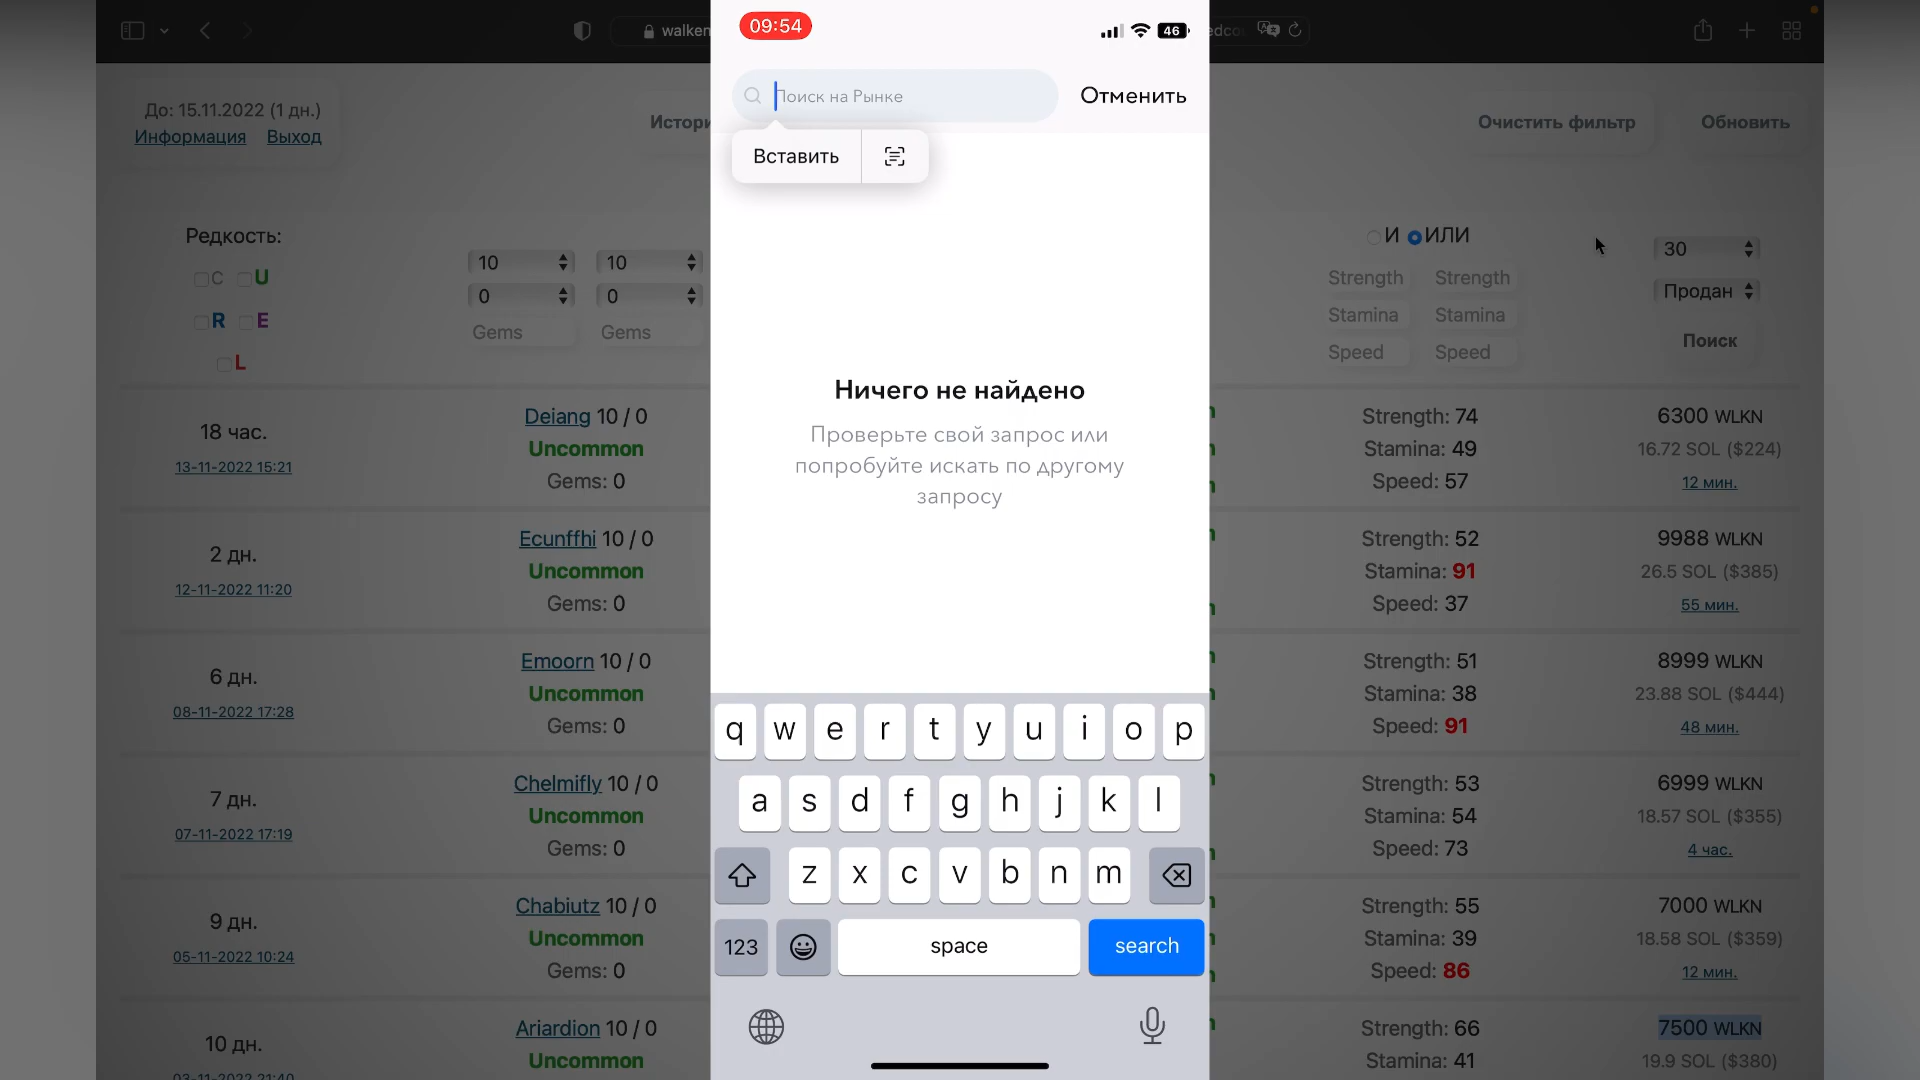 walken
09:54
46
До: 15.11.2022 (1 дн.)
Информация Выход
Поиск на Рынке
Отменить
Вставить
Очистить фильтр
Обновить
Редкость:
C U
R E
L
10 10
0 0
Gems Gems
И ИЛИ
Strength Strength
Stamina Stamina
Speed Speed
30
Продан
Поиск
Ничего не найдено
Проверьте свой запрос или
попробуйте искать по другому
запросу
18 час.
13-11-2022 15:21
Deiang 10 / 0
Uncommon
Gems: 0
Strength: 74
Stamina: 49
Speed: 57
6300 WLKN
16.72 SOL ($224)
12 мин.
2 дн.
12-11-2022 11:20
Ecunffhi 10 / 0
Uncommon
Gems: 0
Strength: 52
Stamina: 91
Speed: 37
9988 WLKN
26.5 SOL ($385)
55 мин.
6 дн.
08-11-2022 17:28
Emoorn 10 / 0
Uncommon
Gems: 0
Strength: 51
Stamina: 38
Speed: 91
8999 WLKN
23.88 SOL ($444)
48 мин.
7 дн.
07-11-2022 17:19
Chelmifly 10 / 0
Uncommon
Gems: 0
Strength: 53
Stamina: 54
Speed: 73
6999 WLKN
18.57 SOL ($355)
4 час.
9 дн.
05-11-2022 10:24
Chabiutz 10 / 0
Uncommon
Gems: 0
Strength: 55
Stamina: 39
Speed: 86
7000 WLKN
18.58 SOL ($359)
12 мин.
10 дн.
03-11-2022 21:40
Ariardion 10 / 0
Uncommon
Strength: 66
Stamina: 41
7500 WLKN
19.9 SOL ($380)
q w e r t y u i o p
a s d f g h j k l
z x c v b n m
123 space search